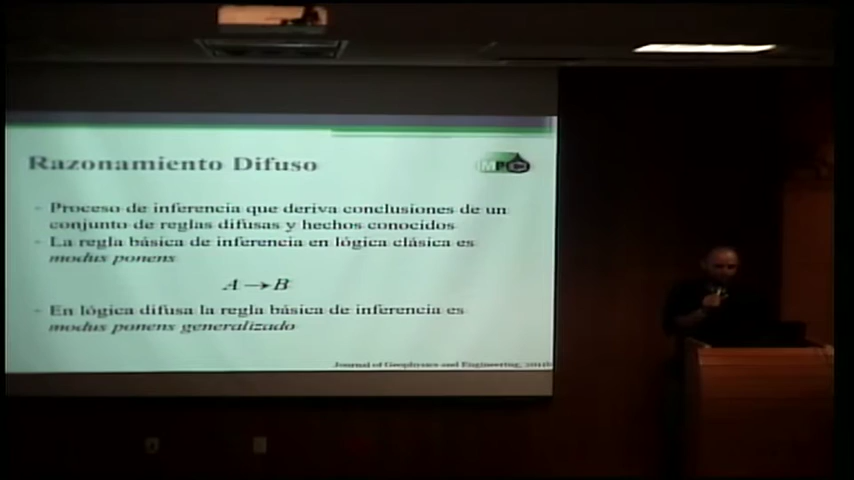 Razonamiento Difuso
Proceso de inferencia que deriva conclusiones de un
conjunto de reglas difusas y hechos conocidos
La regla básica de inferencia en lógica clásica es
modus ponens
A → B
En lógica difusa la regla básica de inferencia es
modus ponens generalizado
Journal of Geophysics and Engineering,